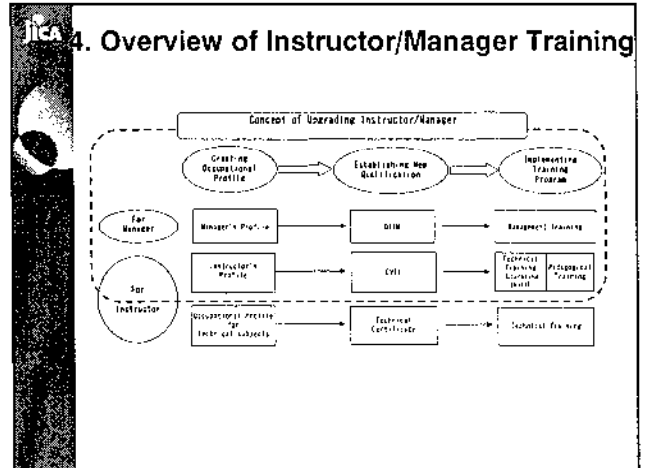 JICA
4. Overview of Instructor/Manager Training
Concept of Upgrading Instructor/Manager
Creating
Occupational
Profile
Establishing New
Qualification
Implementing
Training
Program
For
Manager
Manager's Profile
Management Training
For
Instructor
Instructor's
Profile
CVTI
Technical
Training
Pedagogical
Training
Occupational Profile
for
Technical subjects
Technical
Certificate
Technical Training